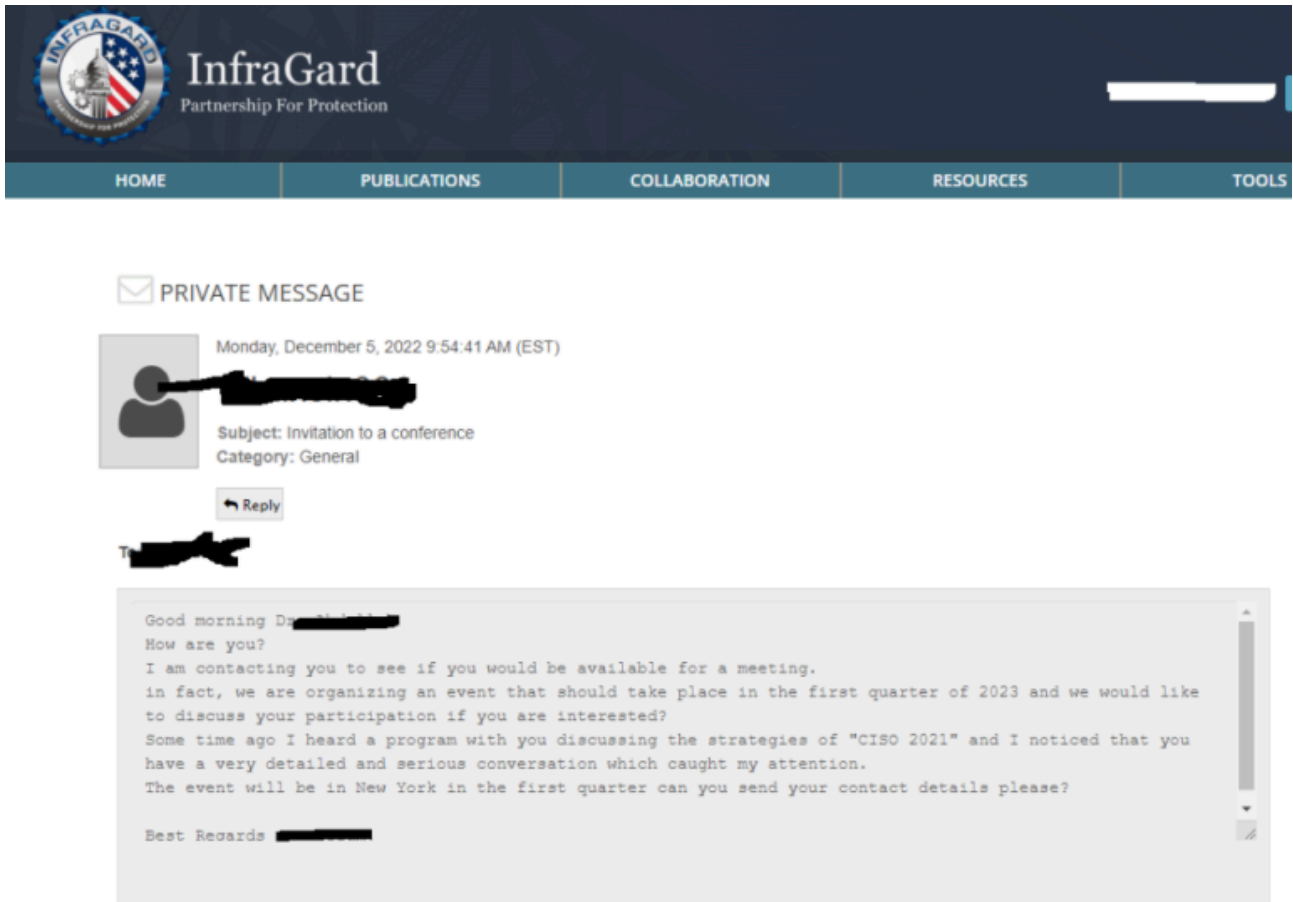 INFRAGARD
PARTNERSHIP FOR PROTECTION
InfraGard
Partnership For Protection
HOME PUBLICATIONS COLLABORATION RESOURCES TOOLS
PRIVATE MESSAGE
Monday, December 5, 2022 9:54:41 AM (EST)
Subject: Invitation to a conference
Category: General
Reply
Good morning
How are you?
I am contacting you to see if you would be available for a meeting.
in fact, we are organizing an event that should take place in the first quarter of 2023 and we would like
to discuss your participation if you are interested?
Some time ago I heard a program with you discussing the strategies of "CISO 2021" and I noticed that you
have a very detailed and serious conversation which caught my attention.
The event will be in New York in the first quarter can you send your contact details please?
Best Regards